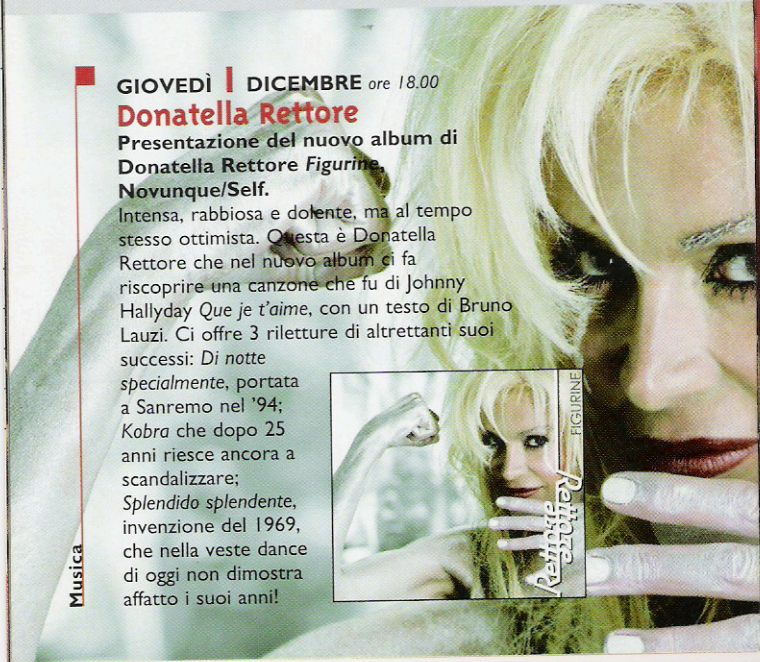 GIOVEDÌ 1 DICEMBRE ore 18.00
Donatella Rettore
Presentazione del nuovo album di
Donatella Rettore Figurine,
Novunque/Self.
Intensa, rabbiosa e dolente, ma al tempo
stesso ottimista. Questa è Donatella
Rettore che nel nuovo album ci fa
riscoprire una canzone che fu di Johnny
Hallyday Que je t'aime, con un testo di Bruno
Lauzi. Ci offre 3 riletture di altrettanti suoi
successi: Di notte
specialmente, portata
a Sanremo nel '94;
Kobra che dopo 25
anni riesce ancora a
scandalizzare;
Splendido splendente,
invenzione del 1969,
che nella veste dance
di oggi non dimostra
affatto i suoi anni!
Musica
FIGURINE
Rettore
Rettore